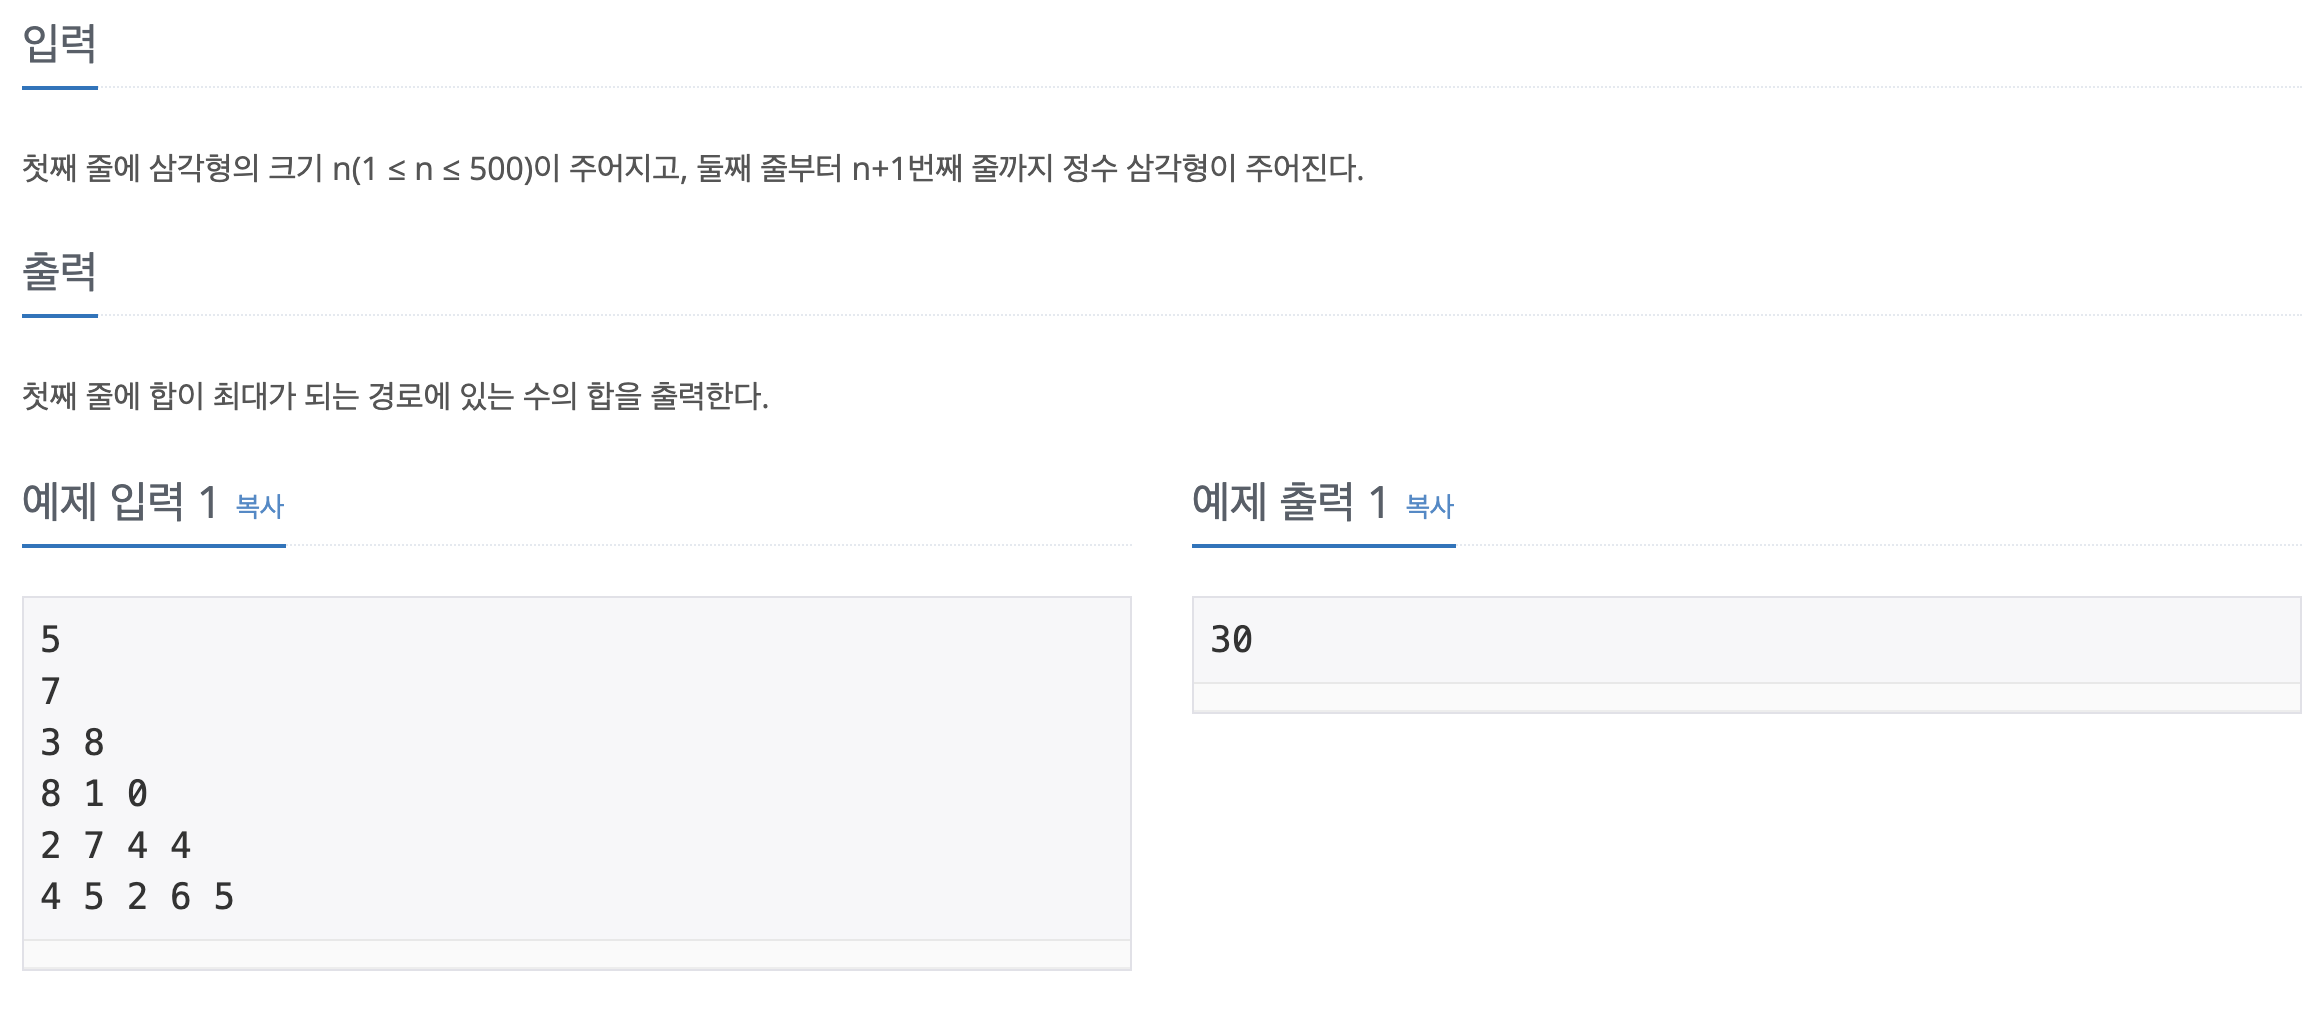 입력
첫째 줄에 삼각형의 크기 n(1 ≤ n ≤ 500)이 주어지고, 둘째 줄부터 n+1번째 줄까지 정수 삼각형이 주어진다.
출력
첫째 줄에 합이 최대가 되는 경로에 있는 수의 합을 출력한다.
예제 입력 1 복사
5
7
3 8
8 1 0
2 7 4 4
4 5 2 6 5
예제 출력 1 복사
30